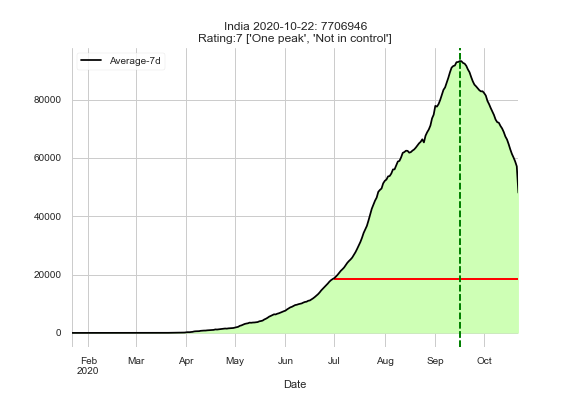 India 2020-10-22: 7706946
Rating:7 ['One peak', 'Not in control']
Average-7d
80000
60000
40000
20000
0
Feb Mar Apr May Jun Jul Aug Sep Oct
2020
Date